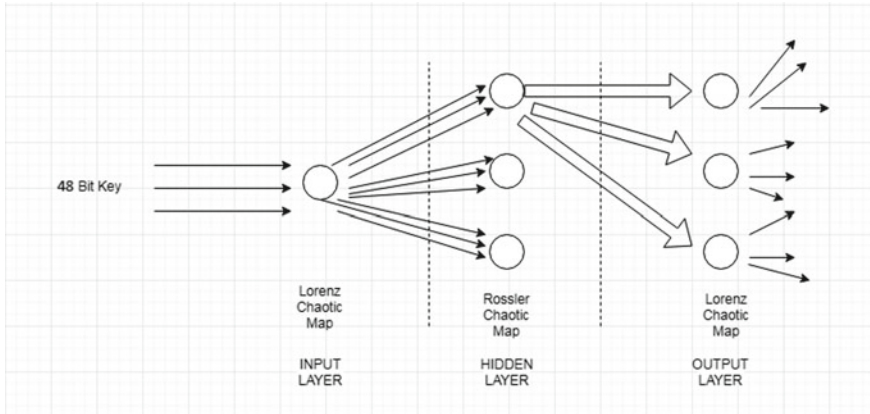 48 Bit Key
Lorenz
Chaotic
Map
Rossler
Chaotic
Map
Lorenz
Chaotic
Map
INPUT
LAYER
HIDDEN
LAYER
OUTPUT
LAYER